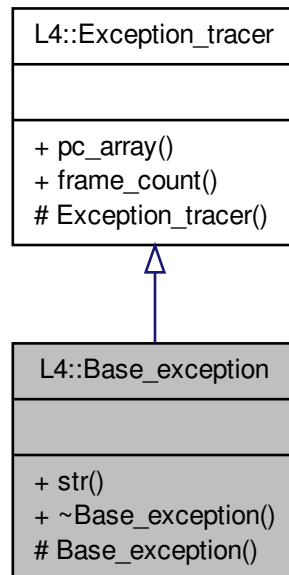 L4::Exception_tracer
+ pc_array()
+ frame_count()
# Exception_tracer()
L4::Base_exception
+ str()
+ ~Base_exception()
# Base_exception()